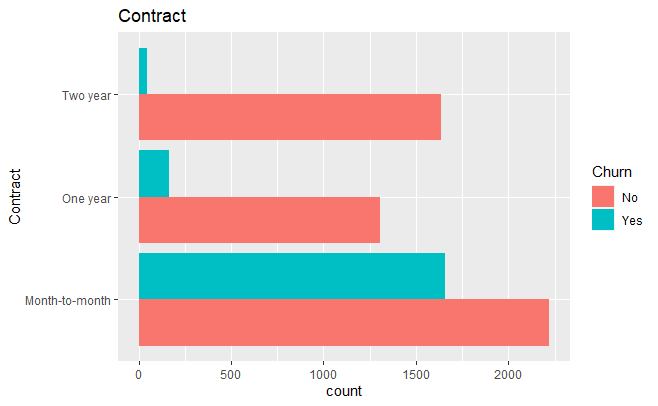 Contract
Contract
Two year
One year
Month-to-month
0 500 1000 1500 2000
count
Churn
No
Yes